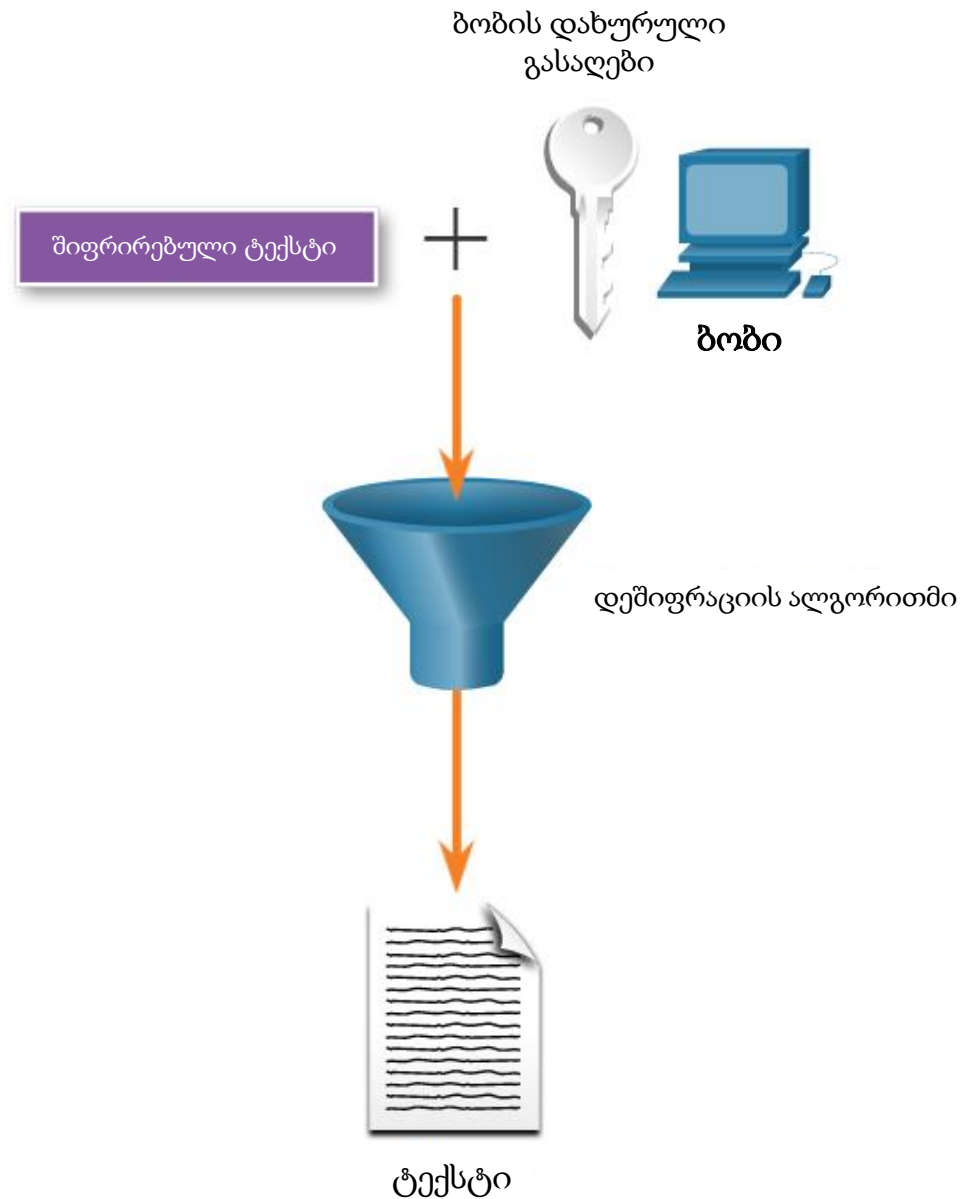 ბობის დახურული
გასაღები
შიფრირებული ტექსტი
ბობი
დეშიფრაციის ალგორითმი
ტექსტი